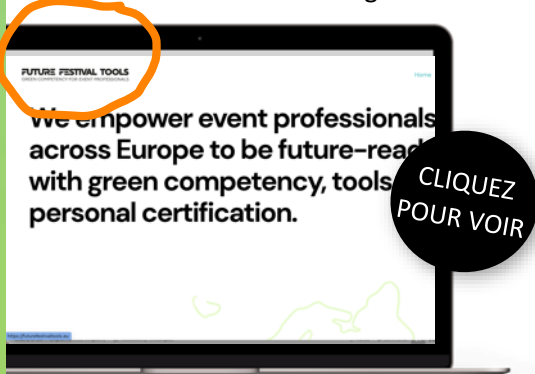 FUTURE FESTIVAL TOOLS
GREEN COMPETENCY FOR EVENT PROFESSIONALS
Home
We empower event professionals
across Europe to be future-read
with green competency, tools
personal certification.
CLIQUEZ
POUR VOIR
https://futurefestivaltools.eu